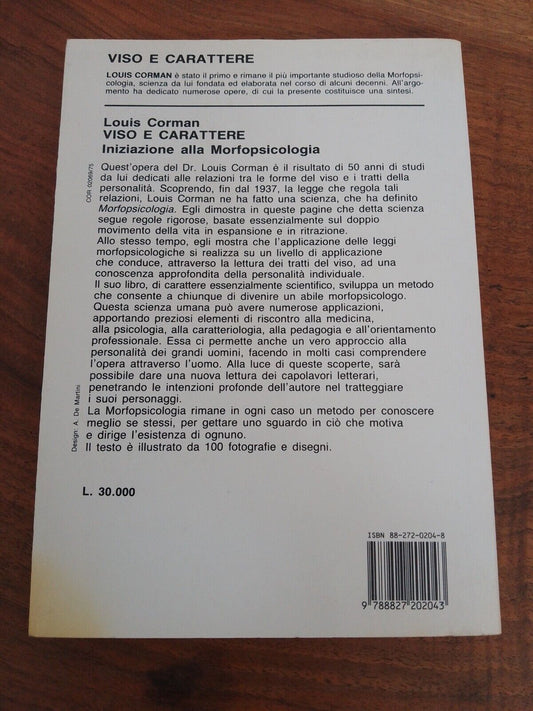 VISO E CARATTERE
LOUIS CORMAN è stato il primo e rimane il più importante studioso della Morfopsi-
cologia, scienza da lui fondata ed elaborata nel corso di alcuni decenni. All'argo-
mento ha dedicato numerose opere, di cui la presente costituisce una sintesi.
Louis Corman
VISO E CARATTERE
Iniziazione alla Morfopsicologia
Quest'opera del Dr. Louis Corman è il risultato di 50 anni di studi
da lui dedicati alle relazioni tra le forme del viso e i tratti della
personalità. Scoprendo, fin dal 1937, la legge che regola tali
relazioni, Louis Corman ne ha fatto una scienza, che ha definito
Morfopsicologia. Egli dimostra in queste pagine che detta scienza
segue regole rigorose, basate essenzialmente sul doppio
movimento della vita in espansione e in ritrazione.
Allo stesso tempo, egli mostra che l'applicazione delle leggi
morfopsicologiche si realizza su un livello di applicazione
che conduce, attraverso la lettura dei tratti del viso, ad una
conoscenza approfondita della personalità individuale.
Il suo libro, di carattere essenzialmente scientifico, sviluppa un metodo
che consente a chiunque di divenire un abile morfopsicologo.
Questa scienza umana può avere numerose applicazioni,
apportando preziosi elementi di riscontro alla medicina,
alla psicologia, alla caratteriologia, alla pedagogia e all'orientamento
professionale. Essa ci permette anche un vero approccio alla
personalità dei grandi uomini, facendo in molti casi comprendere
l'opera attraverso l'uomo. Alla luce di queste scoperte, sarà
possibile dare una nuova lettura dei capolavori letterari,
penetrando le intenzioni profonde dell'autore nel tratteggiare
i suoi personaggi.
La Morfopsicologia rimane in ogni caso un metodo per conoscere
meglio se stessi, per gettare uno sguardo in ciò che motiva
e dirige l'esistenza di ognuno.
Il testo è illustrato da 100 fotografie e disegni.
COR 02069/75
Design: A. De Martini
L. 30.000
ISBN 88-272-0204-8
9 788827 202043